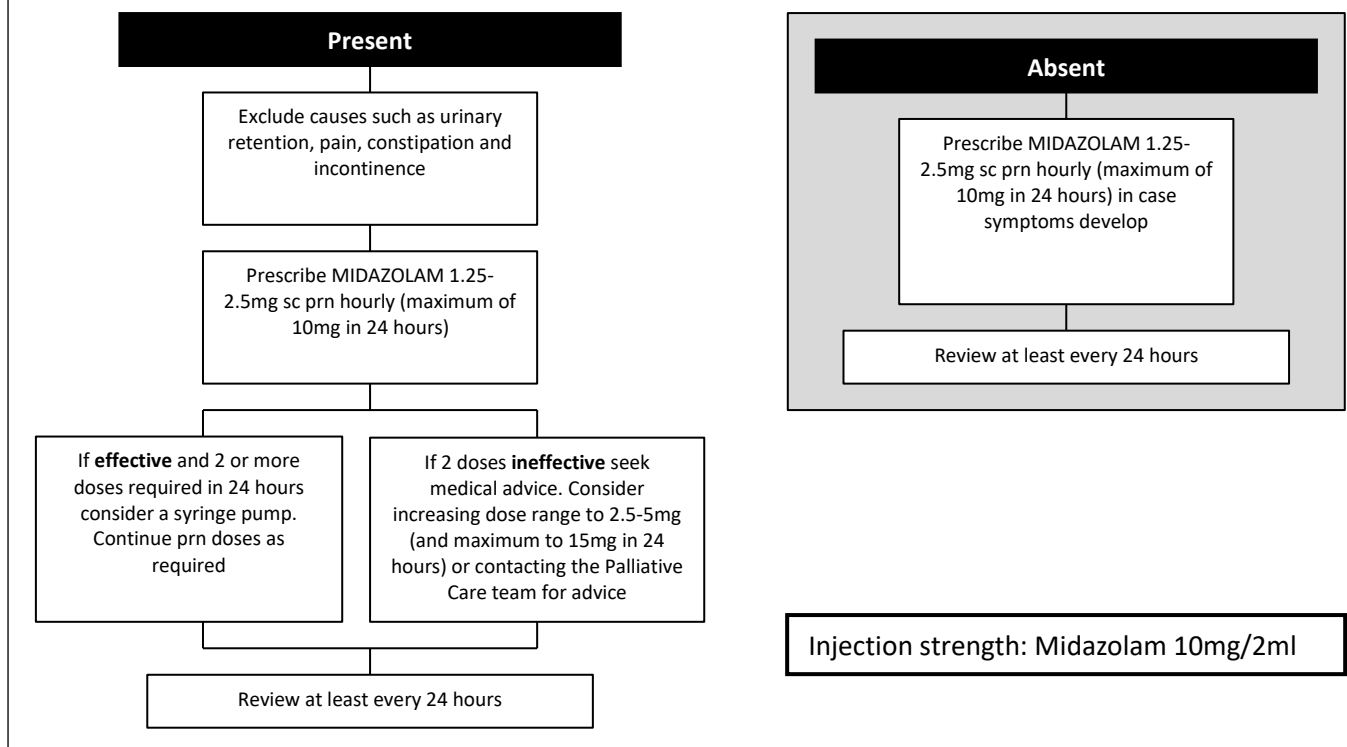 Present
Exclude causes such as urinary
retention, pain, constipation and
incontinence
Prescribe MIDAZOLAM 1.25-
2.5mg sc prn hourly (maximum of
10mg in 24 hours)
If effective and 2 or more
doses required in 24 hours
consider a syringe pump.
Continue prn doses as
required
If 2 doses ineffective seek
medical advice. Consider
increasing dose range to 2.5-5mg
(and maximum to 15mg in 24
hours) or contacting the Palliative
Care team for advice
Review at least every 24 hours
Absent
Prescribe MIDAZOLAM 1.25-
2.5mg sc prn hourly (maximum of
10mg in 24 hours) in case
symptoms develop
Review at least every 24 hours
Injection strength: Midazolam 10mg/2ml